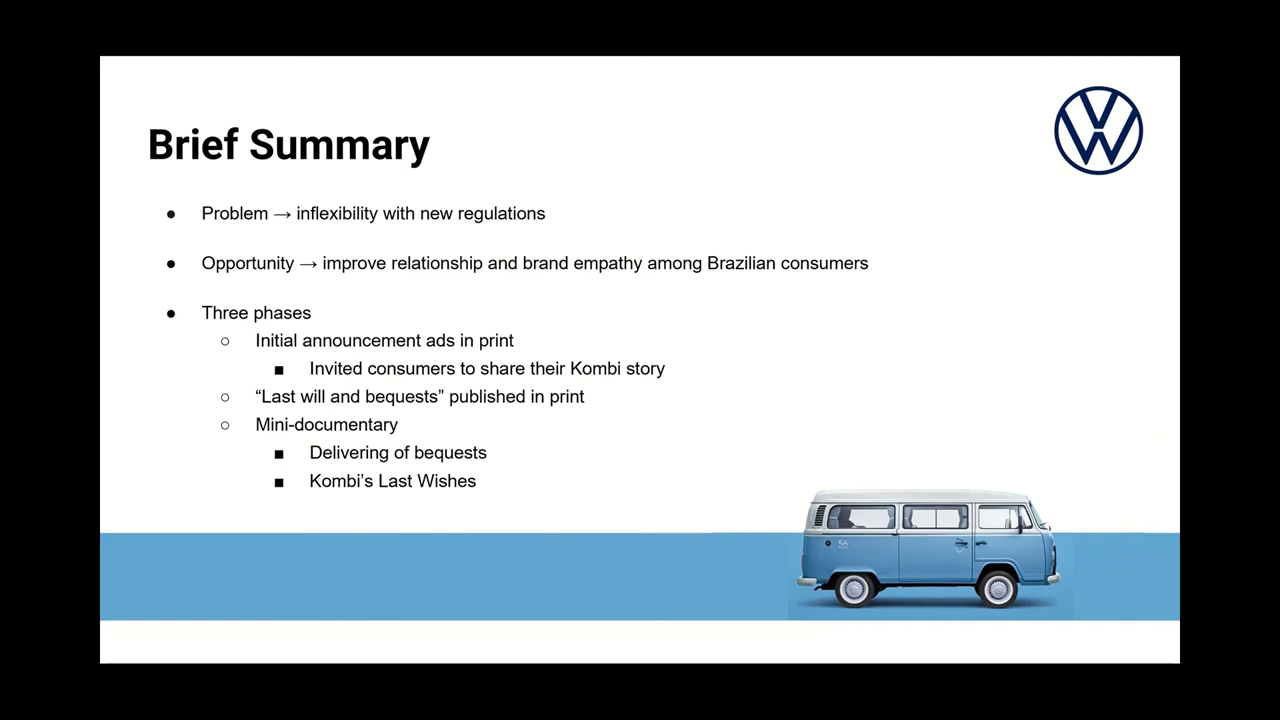 Brief Summary
● Problem → inflexibility with new regulations
● Opportunity → improve relationship and brand empathy among Brazilian consumers
● Three phases
○ Initial announcement ads in print
■ Invited consumers to share their Kombi story
○ “Last will and bequests” published in print
○ Mini-documentary
■ Delivering of bequests
■ Kombi’s Last Wishes
56